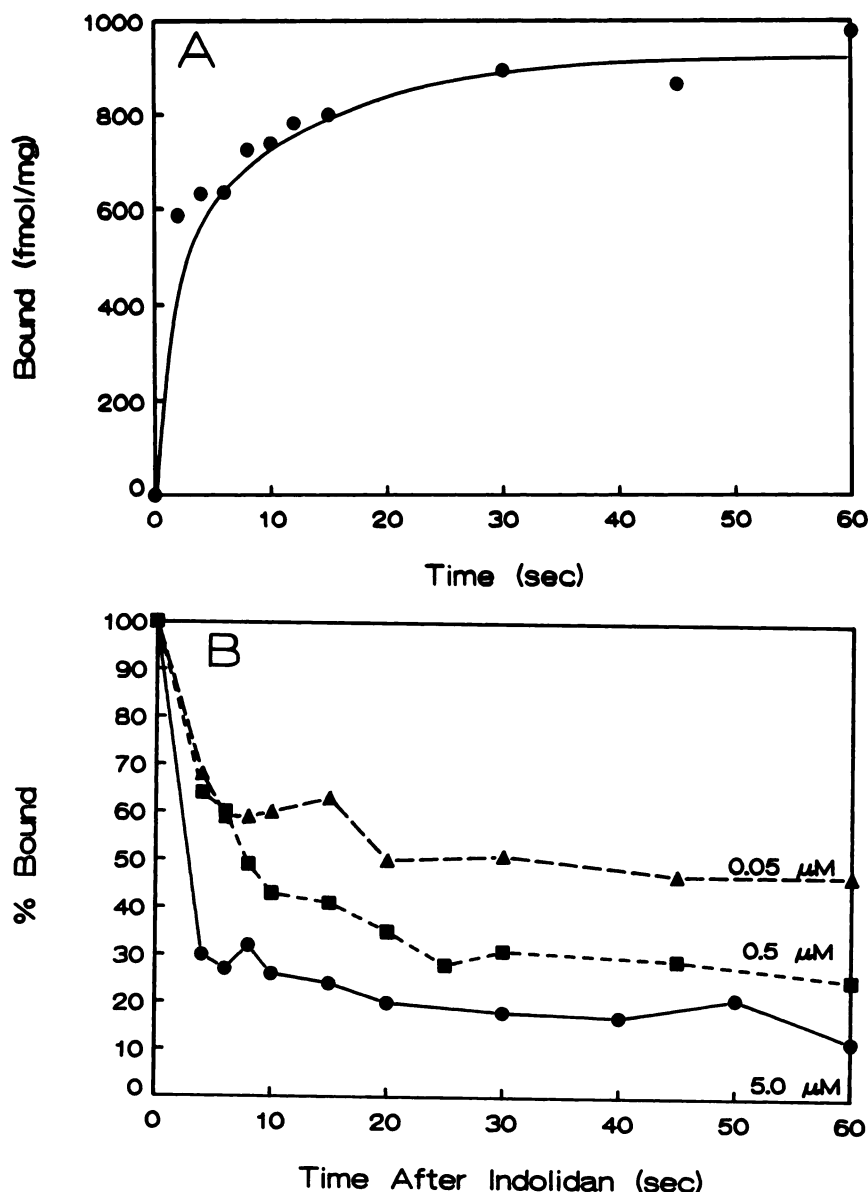 A
1000
800
600
400
200
0
0 10 20 30 40 50 60
Bound (fmol/mg)
Time (sec)
B
100
90
80
70
60
50
40
30
20
10
0
0 10 20 30 40 50 60
% Bound
0.05 µM
0.5 µM
5.0 µM
Time After Indolidan (sec)